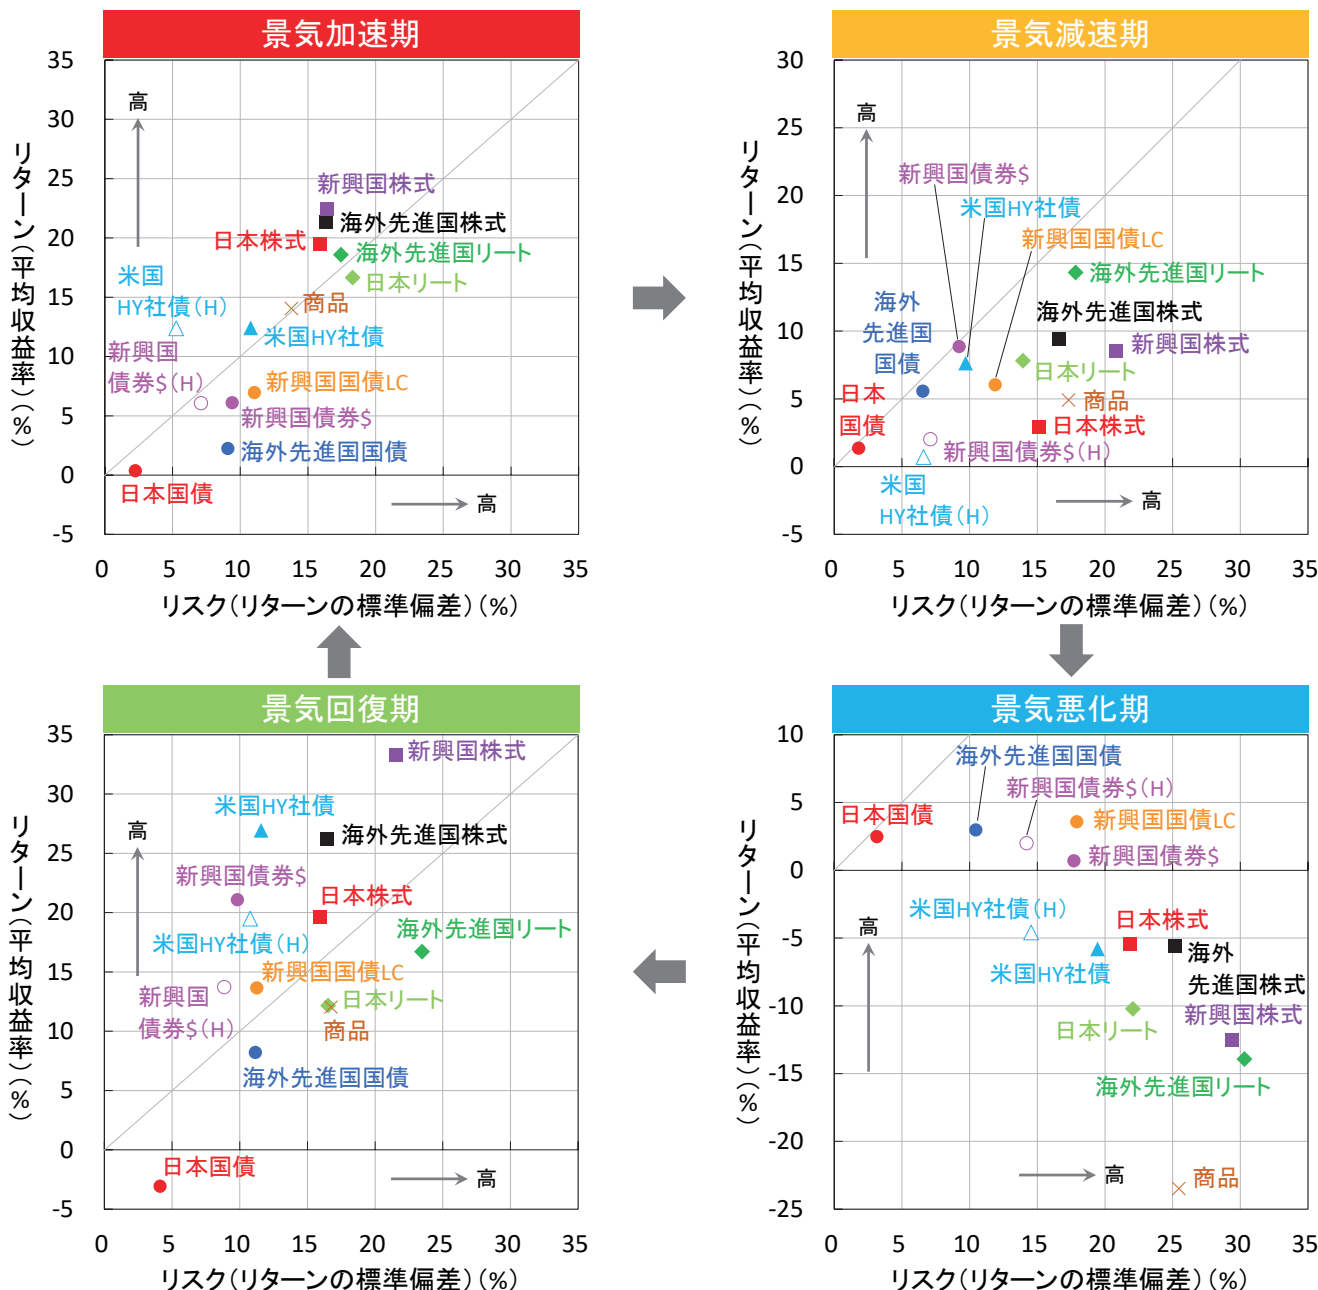 景気加速期
リターン(平均収益率)(%)
35
30
25
20
15
10
5
0
-5
高
新興国株式
海外先進国株式
日本株式
海外先進国リート
日本リート
米国
HY社債(H)
商品
米国HY社債
新興国
債券$(H)
新興国国債LC
新興国債券$
海外先進国国債
日本国債
高
0 5 10 15 20 25 30 35
リスク(リターンの標準偏差)(%)
景気減速期
リターン(平均収益率)(%)
30
25
20
15
10
5
0
-5
高
新興国債券$
米国HY社債
新興国国債LC
海外先進国リート
海外
先進国
国債
海外先進国株式
新興国株式
日本リート
日本
国債
商品
日本株式
新興国債券$(H)
米国
HY社債(H)
高
0 5 10 15 20 25 30 35
リスク(リターンの標準偏差)(%)
景気回復期
リターン(平均収益率)(%)
35
30
25
20
15
10
5
0
-5
新興国株式
米国HY社債
高
海外先進国株式
新興国債券$
日本株式
米国HY社債(H)
海外先進国リート
新興国国債LC
新興国
債券$(H)
日本リート
商品
海外先進国国債
日本国債
高
0 5 10 15 20 25 30 35
リスク(リターンの標準偏差)(%)
景気悪化期
リターン(平均収益率)(%)
10
5
0
-5
-10
-15
-20
-25
海外先進国国債
新興国債券$(H)
日本国債
新興国国債LC
新興国債券$
米国HY社債(H)
日本株式
高
海外
先進国株式
米国HY社債
新興国株式
日本リート
海外先進国リート
高
商品
0 5 10 15 20 25 30 35
リスク(リターンの標準偏差)(%)